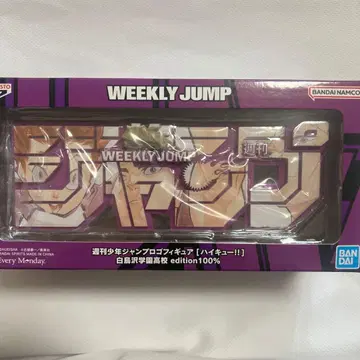 WEEKLY JUMP
BANDAI NAMCO
週刊
ジャンプ
WEEKLY JUMP
週刊少年ジャンプロゴフィギュア [ ハイキュー!! ]
白鳥沢学園高校 edition100%
MADE IN CHINA
Every Monday.
BAN
DAI